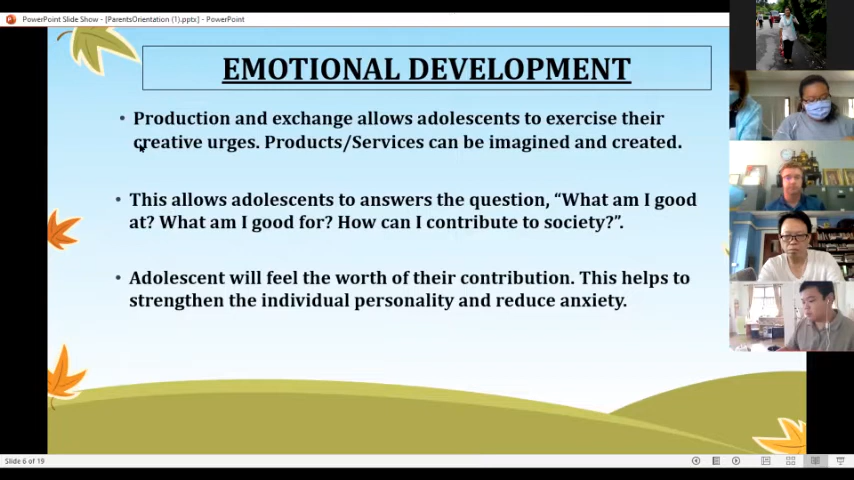 PowerPoint Slide Show - [ParentsOrientation (1).pptx] - PowerPoint
EMOTIONAL DEVELOPMENT
• Production and exchange allows adolescents to exercise their
creative urges. Products/Services can be imagined and created.
• This allows adolescents to answers the question, “What am I good
at? What am I good for? How can I contribute to society?”.
• Adolescent will feel the worth of their contribution. This helps to
strengthen the individual personality and reduce anxiety.
Slide 6 of 19